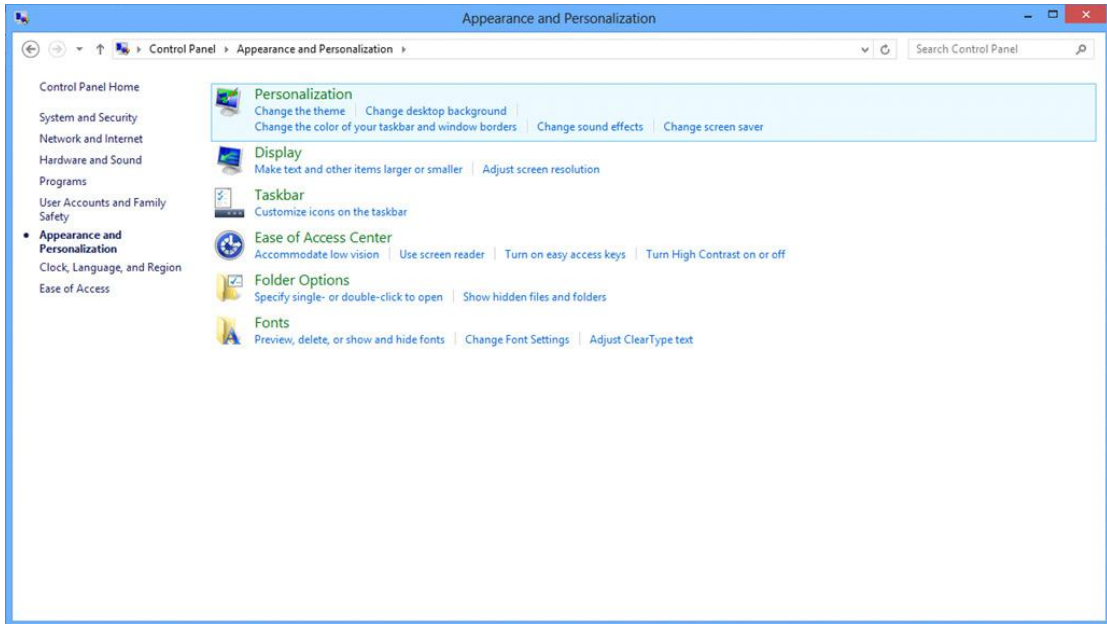 Appearance and Personalization
Control Panel Appearance and Personalization
Search Control Panel
Control Panel Home
System and Security
Network and Internet
Hardware and Sound
Programs
User Accounts and Family
Safety
Appearance and
Personalization
Clock, Language, and Region
Ease of Access
Personalization
Change the theme Change desktop background
Change the color of your taskbar and window borders Change sound effects Change screen saver
Display
Make text and other items larger or smaller Adjust screen resolution
Taskbar
Customize icons on the taskbar
Ease of Access Center
Accommodate low vision Use screen reader Turn on easy access keys Turn High Contrast on or off
Folder Options
Specify single- or double-click to open Show hidden files and folders
Fonts
Preview, delete, or show and hide fonts Change Font Settings Adjust ClearType text